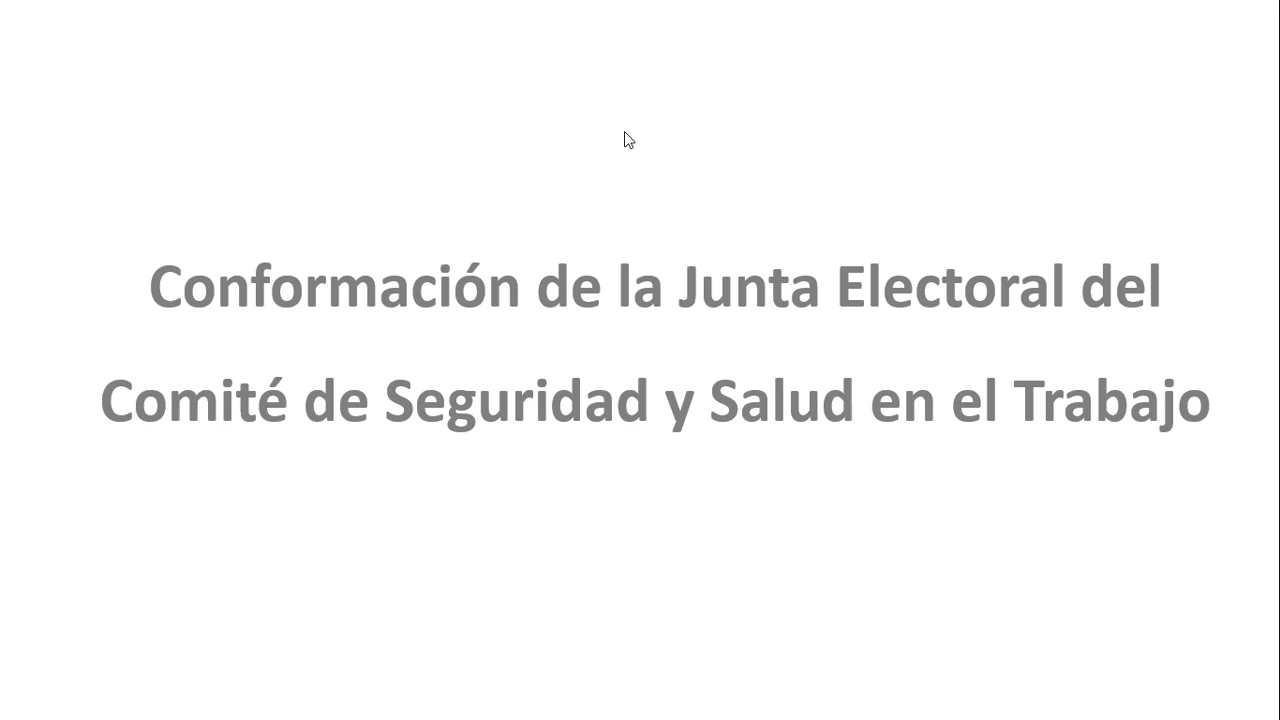 Conformación de la Junta Electoral del
Comité de Seguridad y Salud en el Trabajo